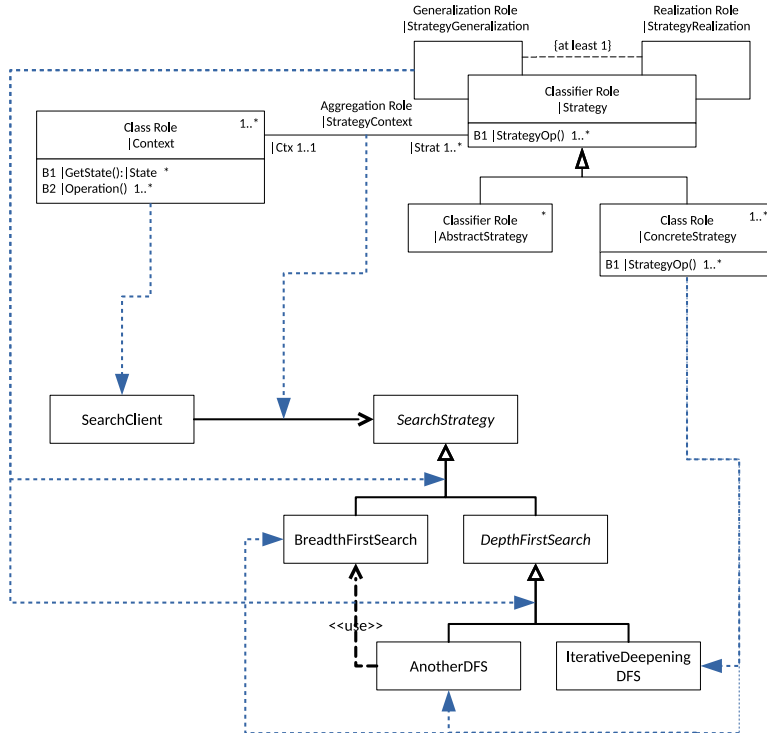 Generalization Role
|StrategyGeneralization
Realization Role
|StrategyRealization
{at least 1}
Classifier Role
|Strategy
B1 |StrategyOp() 1..*
Aggregation Role
|StrategyContext
|Ctx 1..1
|Strat 1..*
1..*
Class Role
|Context
B1 |GetState():|State *
B2 |Operation() 1..*
*
Classifier Role
|AbstractStrategy
1..*
Class Role
|ConcreteStrategy
B1 |StrategyOp() 1..*
SearchClient
SearchStrategy
BreadthFirstSearch
DepthFirstSearch
<<use>>
AnotherDFS
IterativeDeepening
DFS